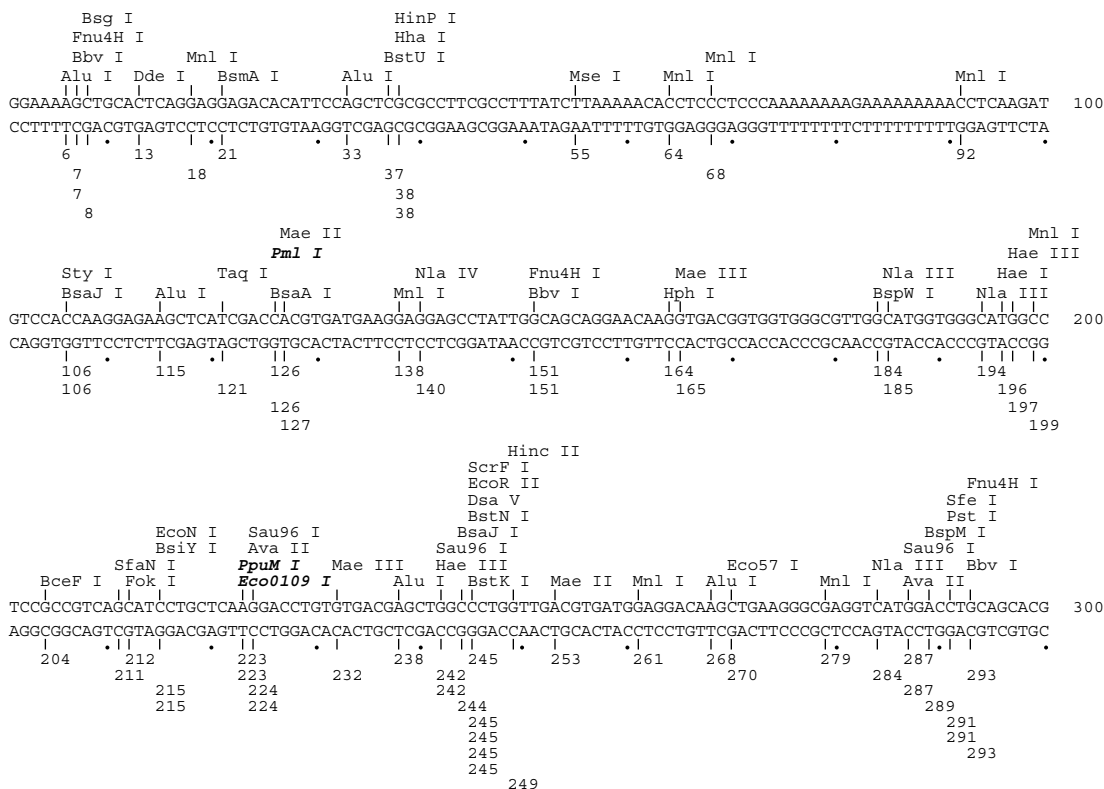 Bsg I HinP I
Fnu4H I Hha I
Bbv I Mnl I BstU I Mnl I
Alu I Dde I BsmA I Alu I Mse I Mnl I Mnl I
GGAAAAGCTGCACTCAGGAGGAGACACATTCCAGCTCGCGCCTTCGCCTTTATCTTAAAAACACCTCCCTCCCAAAAAAAAGAAAAAAAAACCTCAAGAT 100
CCTTTTCGACGTGAGTCCTCCTCTGTGTAAGGTCGAGCGCGGAAGCGGAAATAGAATTTTTGTGGAGGGAGGGTTTTTTTTCTTTTTTTTTGGAGTTCTA
6 13 21 33 55 64 92
7 18 37 68
7 38
8 38
Mae II Mnl I
Pml I Hae III
Sty I Taq I Nla IV Fnu4H I Mae III Nla III Hae I
BsaJ I Alu I BsaA I Mnl I Bbv I Hph I BspW I Nla III
GTCCACCAAGGAGAAGCTCATCGACCACGTGATGAAGGAGGAGCCTATTGGCAGCAGGAACAAGGTGACGGTGGTGGGCGTTGGCATGGTGGGCATGGCC 200
CAGGTGGTTCCTCTTCGAGTAGCTGGTGCACTACTTCCTCCTCGGATAACCGTCGTCCTTGTTCCACTGCCACCACCCGCAACCGTACCACCCGTACCGG
106 115 126 138 151 164 184 194
106 121 140 151 165 185 196
126 197
127 199
Hinc II
ScrF I
EcoR II Fnu4H I
Dsa V Sfe I
BstN I Pst I
EcoN I Sau96 I BsaJ I BspM I
BsiY I Ava II Sau96 I Sau96 I
SfaN I PpuM I Mae III Hae III Eco57 I Nla III Bbv I
BceF I Fok I Eco0109 I Alu I BstK I Mae II Mnl I Alu I Mnl I Ava II
TCCGCCGTCAGCATCCTGCTCAAGGACCTGTGTGACGAGCTGGCCCTGGTTGACGTGATGGAGGACAAGCTGAAGGGCGAGGTCATGGACCTGCAGCACG 300
AGGCGGCAGTCGTAGGACGAGTTCCTGGACACACTGCTCGACCGGGACCAACTGCACTACCTCCTGTTCGACTTCCCGCTCCAGTACCTGGACGTCGTGC
204 212 223 238 245 253 261 268 279 287
211 223 232 242 270 284 293
215 224 242 287
215 224 244 289
245 291
245 291
245 293
245
249